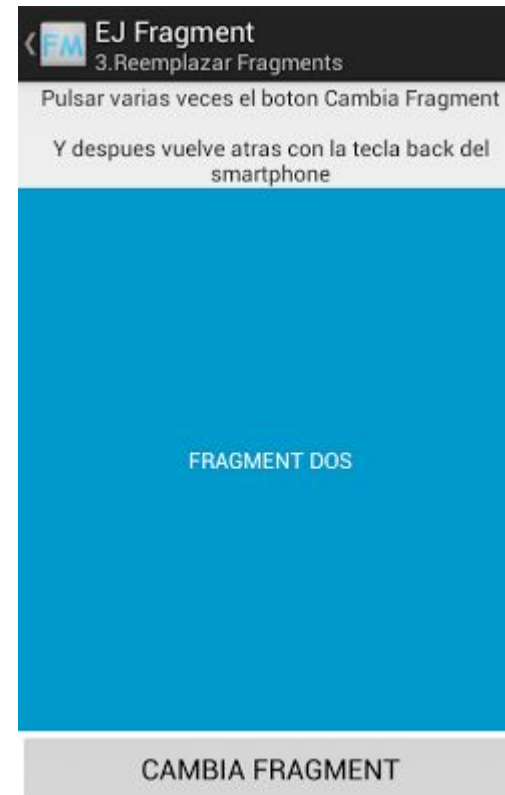 FM
EJ Fragment
3.Reemplazar Fragments
Pulsar varias veces el boton Cambia Fragment
Y despues vuelve atras con la tecla back del
smartphone
FRAGMENT DOS
CAMBIA FRAGMENT